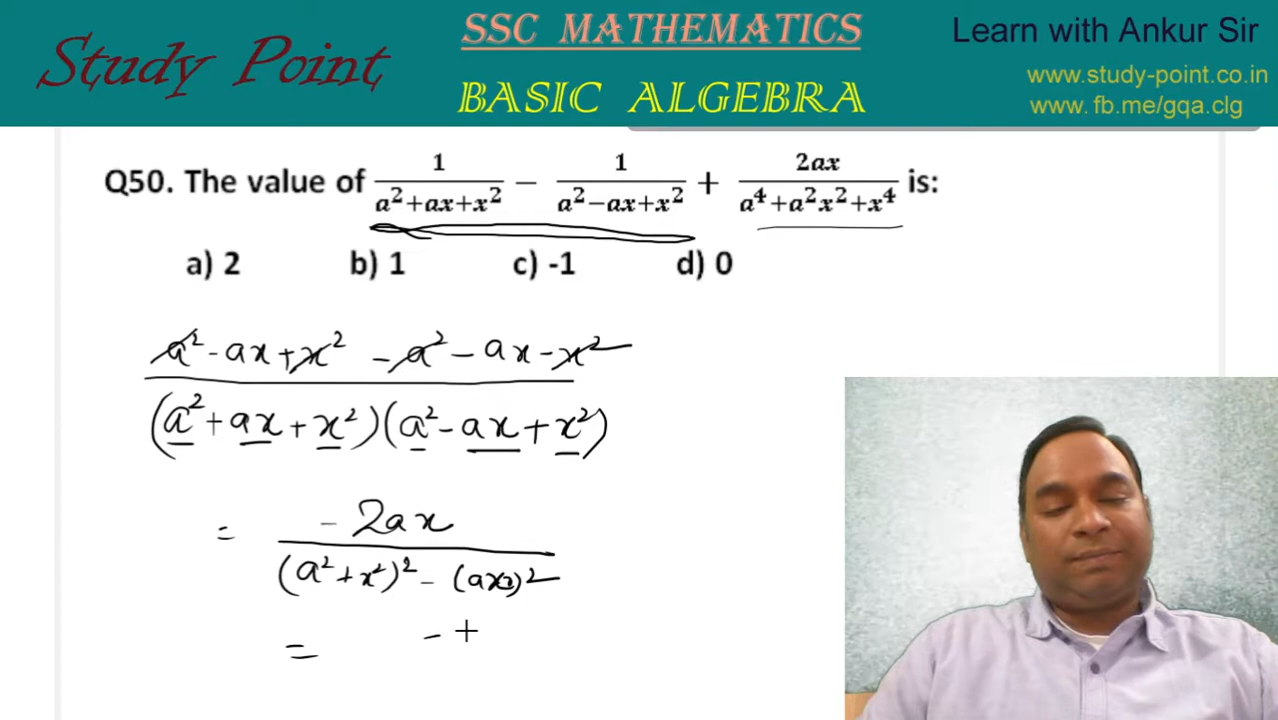 Study Point
SSC MATHEMATICS
BASIC ALGEBRA
Learn with Ankur Sir
www.study-point.co.in
www.fb.me/gqa.clg
Q50. The value of 1/(a²+ax+x²) − 1/(a²−ax+x²) + 2ax/(a⁴+a²x²+x⁴) is:
a) 2 b) 1 c) -1 d) 0
a² - ax + x² - a² - ax - x²
(a² + ax + x²)(a² - ax + x²)
= - 2ax
(a² + x²)² - (ax)²
= - +